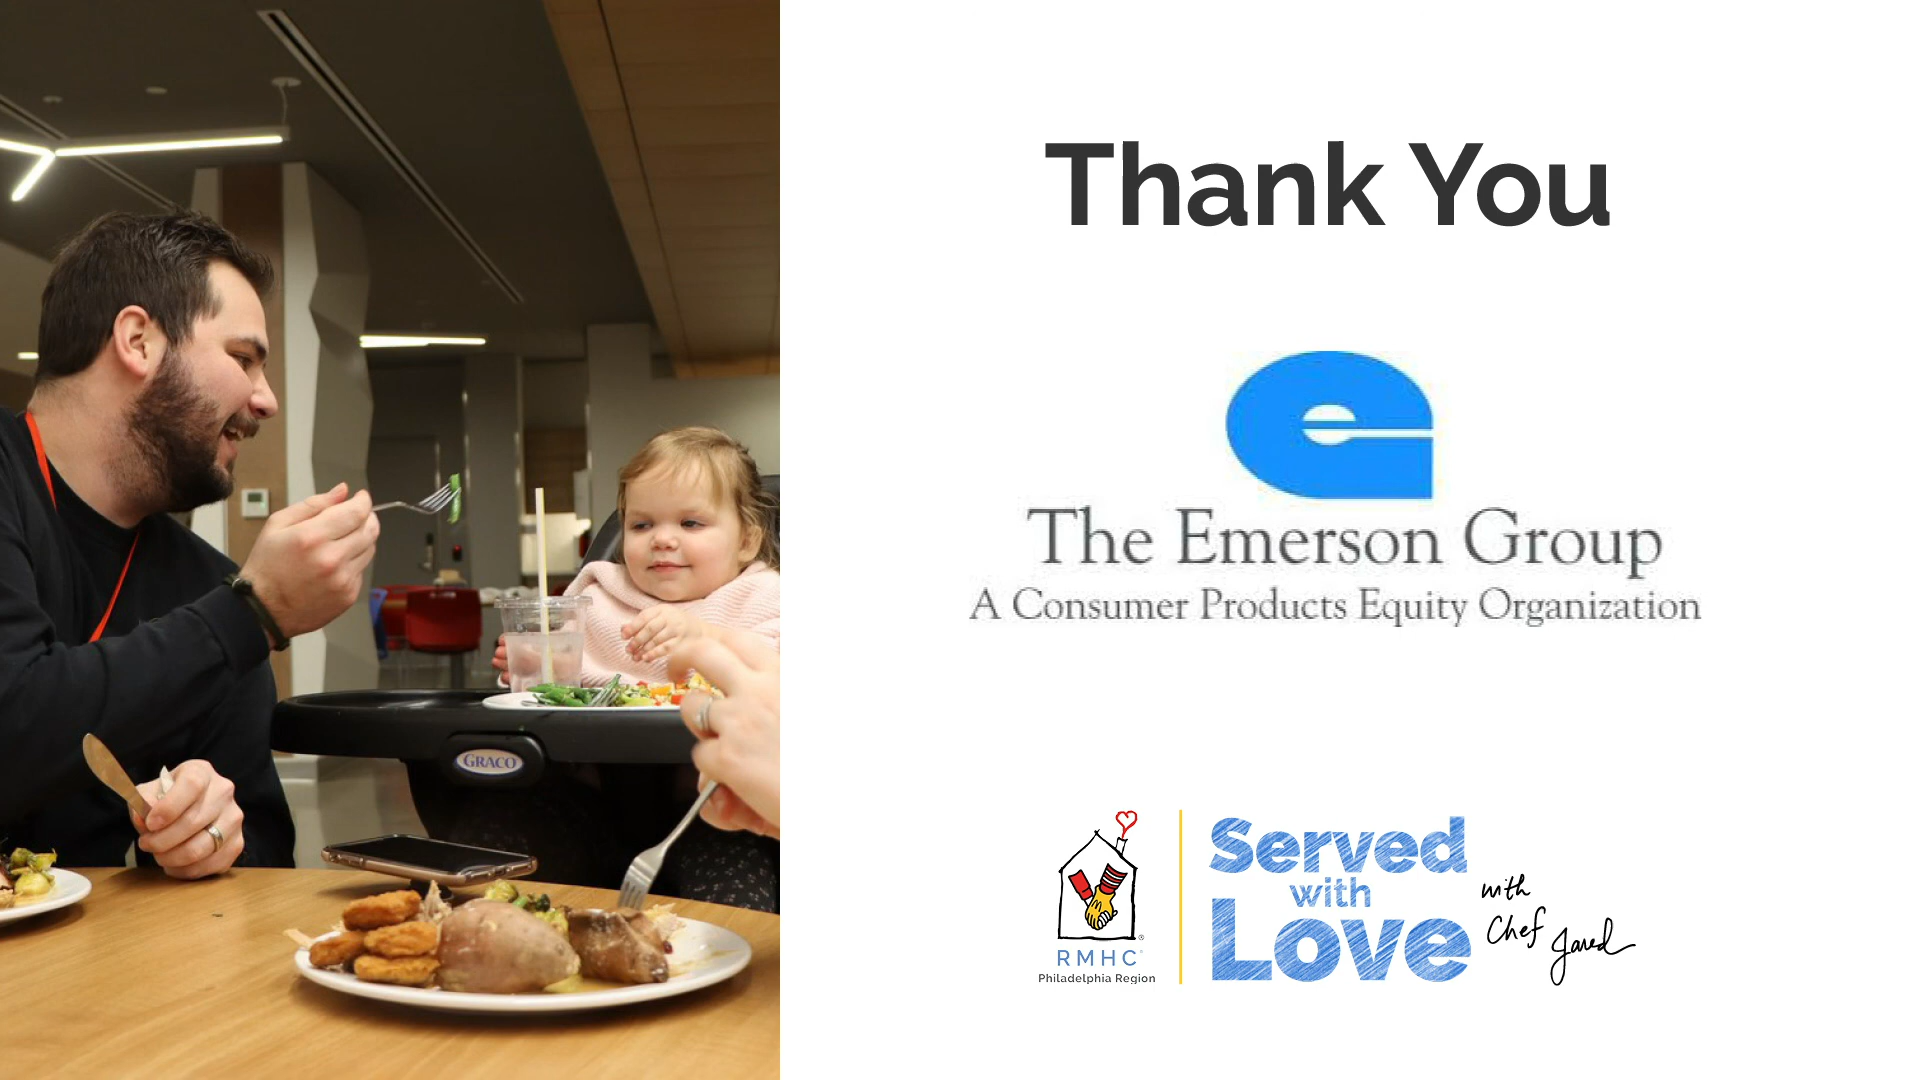 Thank You
e
The Emerson Group
A Consumer Products Equity Organization
GRACO
RMHC®
Philadelphia Region
Served
with
Love
with
Chef Jared